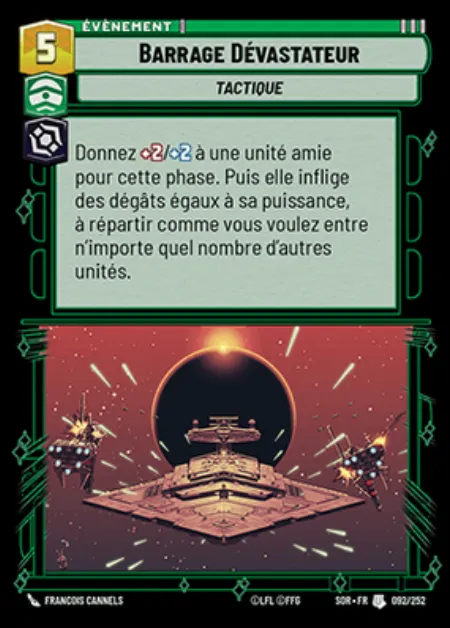 ÉVÈNEMENT
5
BARRAGE DÉVASTATEUR
TACTIQUE
Donnez +2/+2 à une unité amie
pour cette phase. Puis elle inflige
des dégâts égaux à sa puissance,
à répartir comme vous voulez entre
n'importe quel nombre d'autres
unités.
FRANCOIS CANNELS
©LFL ©FFG
SOR • FR
092/252